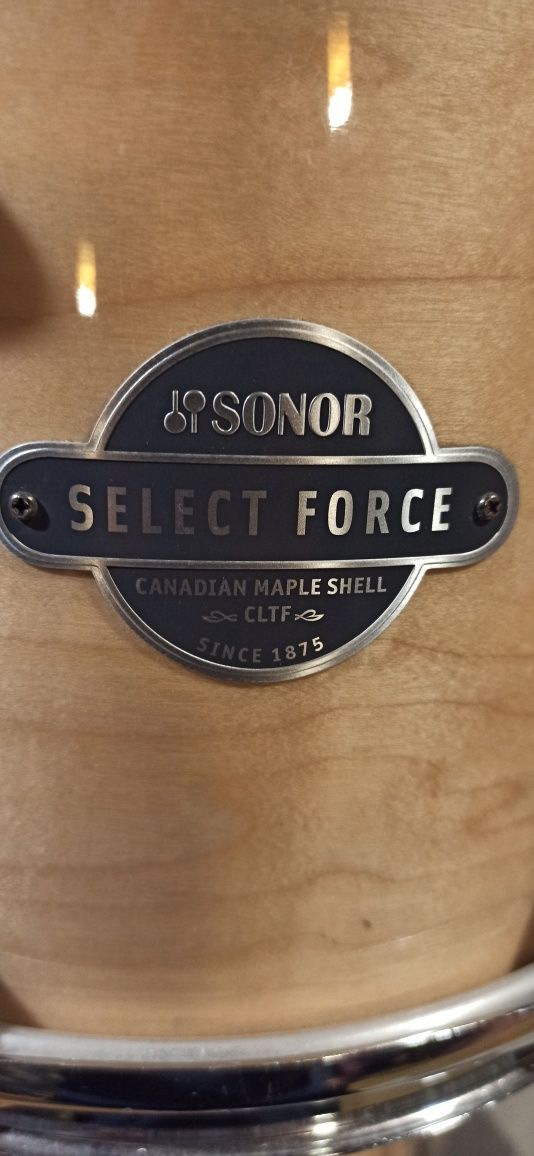 SONOR
SELECT FORCE
CANADIAN MAPLE SHELL
CLTF
SINCE 1875